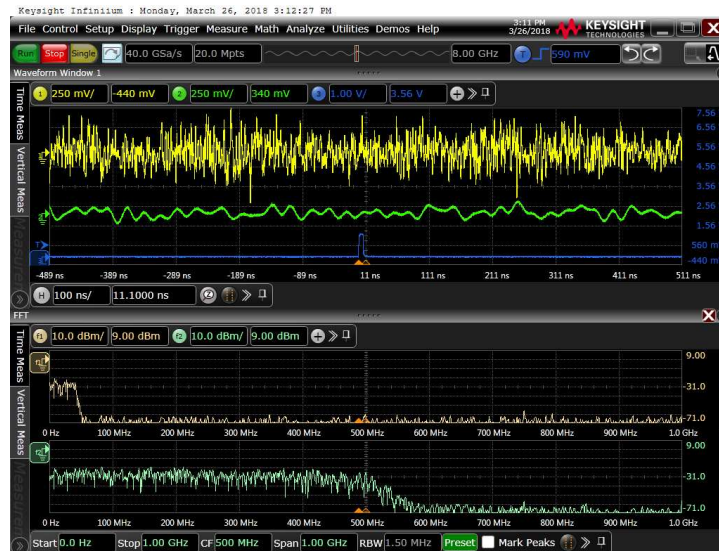 Keysight Infiniium : Monday, March 26, 2018 3:12:27 PM
File Control Setup Display Trigger Measure Math Analyze Utilities Demos Help
3:11 PM
3/26/2018
KEYSIGHT
TECHNOLOGIES
Run Stop Single 40.0 GSa/s 20.0 Mpts 8.00 GHz T 590 mV
Waveform Window 1
1 250 mV/ -440 mV 2 250 mV/ 340 mV 3 1.00 V/ 3.56 V
Time Meas
Vertical Meas
Measure
7.56
6.56
5.56
4.56
3.56
2.56
1.56
560 m
-440 m
T
-489 ns -389 ns -289 ns -189 ns -89 ns 11 ns 111 ns 211 ns 311 ns 411 ns 511 ns
H 100 ns/ 11.1000 ns
FFT
f1 10.0 dBm/ 9.00 dBm f2 10.0 dBm/ 9.00 dBm
Time Meas
Vertical Meas
Measure
f1
9.00
-31.0
-71.0
0 Hz 100 MHz 200 MHz 300 MHz 400 MHz 500 MHz 600 MHz 700 MHz 800 MHz 900 MHz 1.0 GHz
f2
9.00
-31.0
-71.0
0 Hz 100 MHz 200 MHz 300 MHz 400 MHz 500 MHz 600 MHz 700 MHz 800 MHz 900 MHz 1.0 GHz
Start 0.0 Hz Stop 1.00 GHz CF 500 MHz Span 1.00 GHz RBW 1.50 MHz Preset Mark Peaks